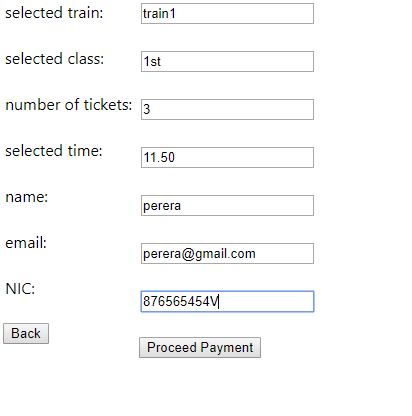 selected train: train1
selected class: 1st
number of tickets: 3
selected time: 11.50
name: perera
email: perera@gmail.com
NIC: 876565454V
Back
Proceed Payment